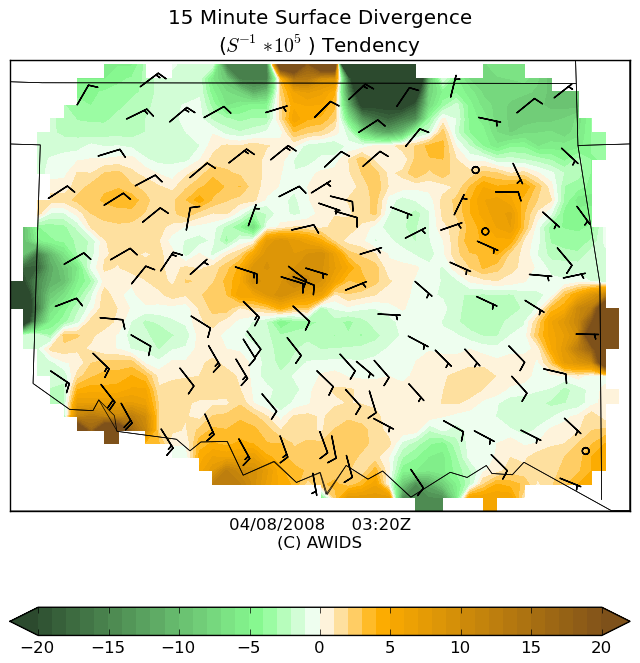 15 Minute Surface Divergence
(S⁻¹ * 10⁵ ) Tendency
04/08/2008 03:20Z
(C) AWIDS
−20 −15 −10 −5 0 5 10 15 20